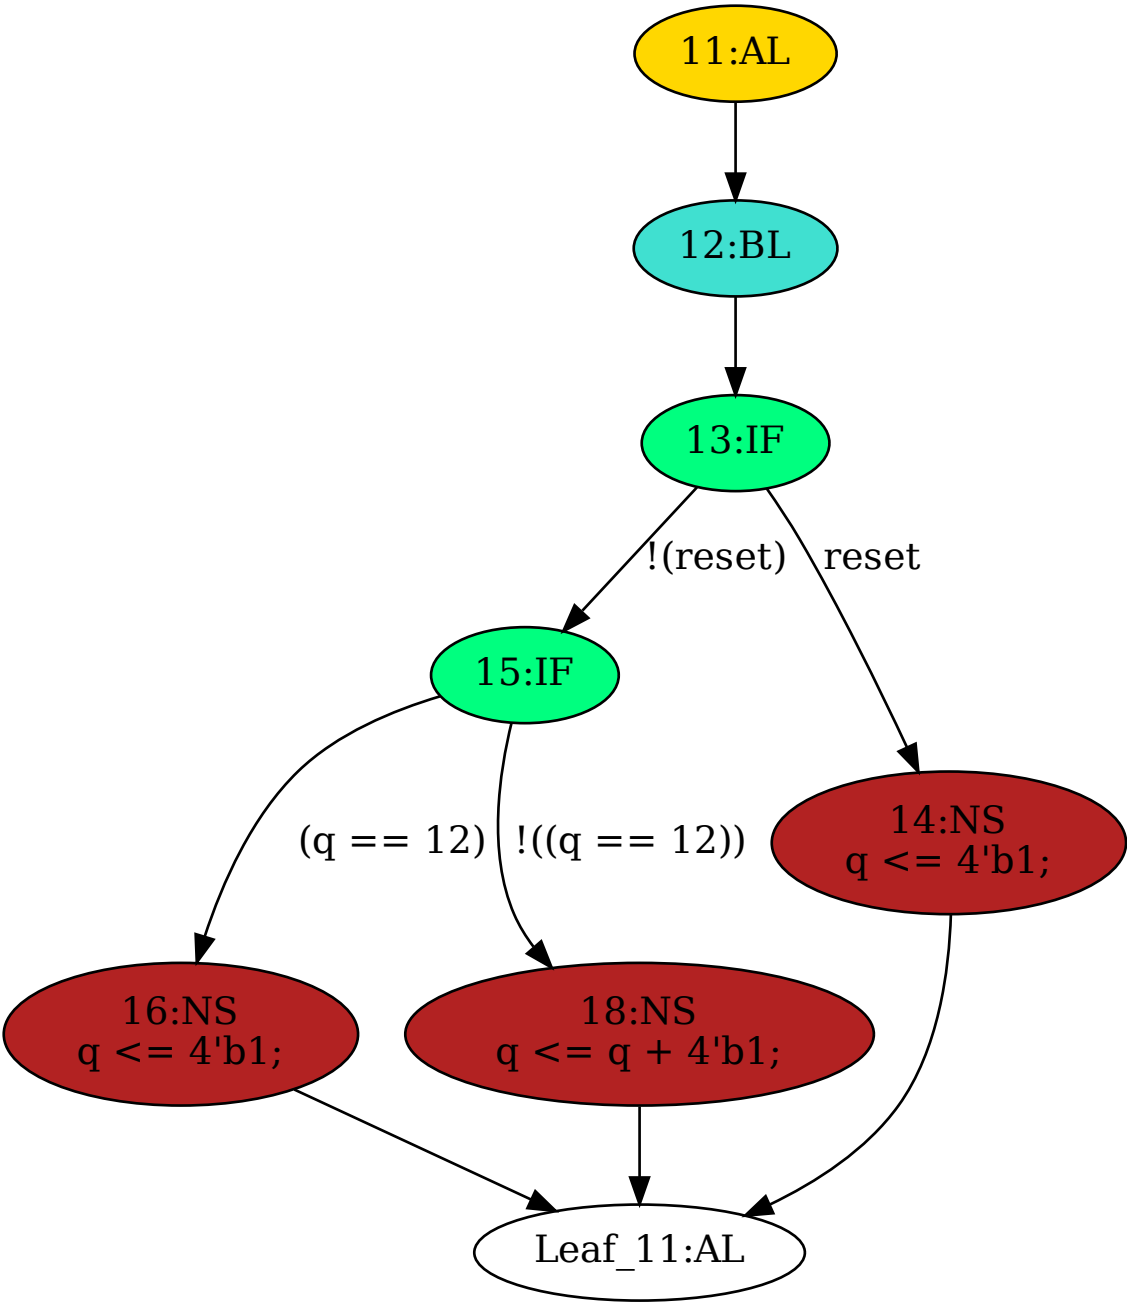 11:AL
12:BL
13:IF
!(reset)
reset
15:IF
(q == 12)
!((q == 12))
14:NS
q <= 4'b1;
16:NS
q <= 4'b1;
18:NS
q <= q + 4'b1;
Leaf_11:AL